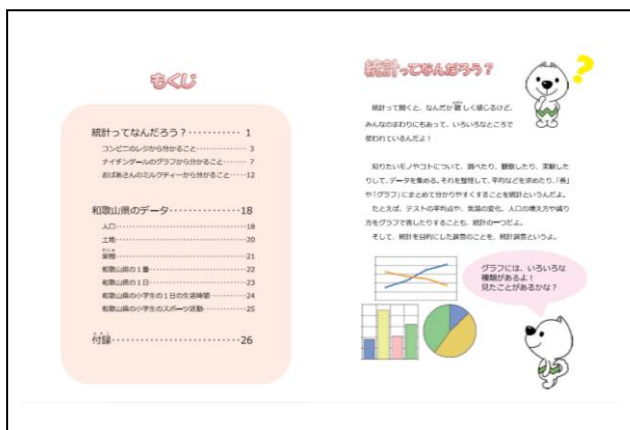 もくじ
統計ってなんだろう？‥‥‥‥‥ 1
コンビニのレジから分かること‥‥‥‥‥ 3
ナイチンゲールのグラフから分かること‥‥ 7
おばあさんのミルクティーから分かること‥12
和歌山県のデータ‥‥‥‥‥18
人口‥‥‥‥‥18
土地‥‥‥‥‥20
果樹‥‥‥‥‥21
和歌山県の1番‥‥‥‥‥22
和歌山県の1日‥‥‥‥‥23
和歌山県の小学生の1日の生活時間‥‥‥24
和歌山県の小学生のスポーツ活動‥‥‥25
付録‥‥‥‥‥26
統計ってなんだろう？
?
統計って聞くと、なんだか難しく感じるけど、
みんなのまわりにもあって、いろいろなところで
使われているんだよ！
知りたいモノやコトについて、調べたり、観察したり、実験した
りして、データを集める。それを整理して、平均などを求めたり、「表」
や「グラフ」にまとめて分かりやすくすることを統計というんだよ。
たとえば、テストの平均点や、気温の変化、人口の増え方や減り
方をグラフで表したりすることも、統計の一つだよ。
そして、統計を目的にした調査のことを、統計調査というよ。
グラフには、いろいろな
種類があるよ！
見たことがあるかな？